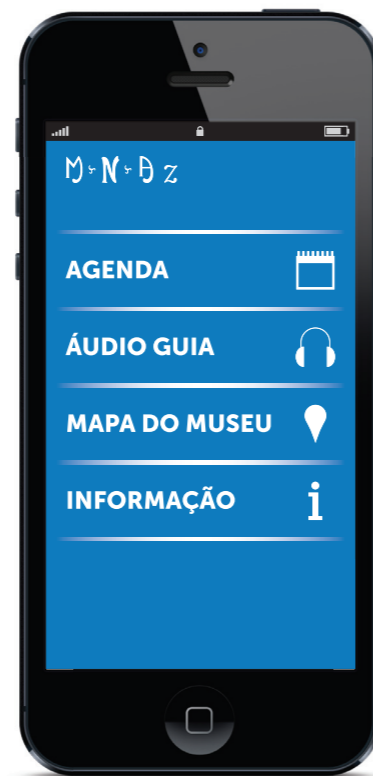 M·N·A z
AGENDA
ÁUDIO GUIA
MAPA DO MUSEU
INFORMAÇÃO
i